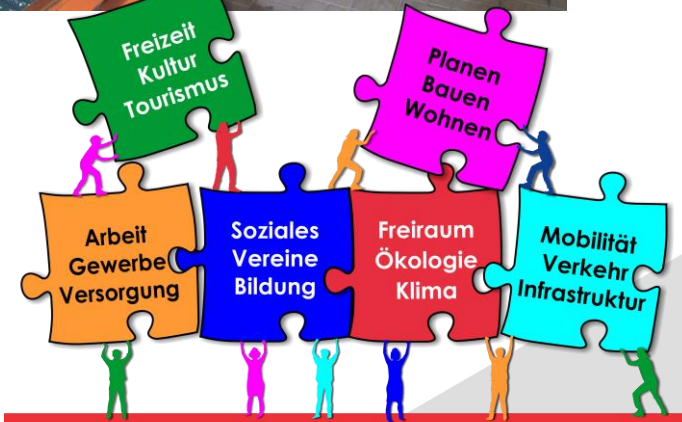 Freizeit
Kultur
Tourismus
Planen
Bauen
Wohnen
Arbeit
Gewerbe
Versorgung
Soziales
Vereine
Bildung
Freiraum
Ökologie
Klima
Mobilität
Verkehr
Infrastruktur